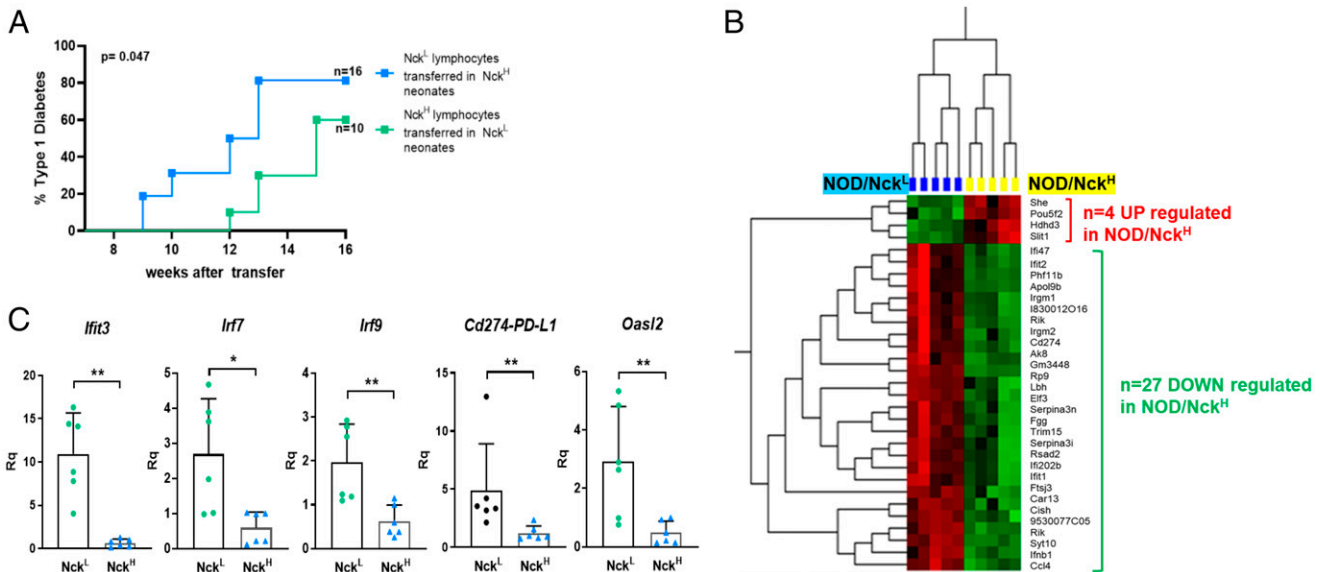 A
p= 0.047
100
80
60
40
20
0
% Type 1 Diabetes
8
10
12
14
16
weeks after transfer
n=16
n=10
Nck^L lymphocytes
transferred in Nck^H
neonates
Nck^H lymphocytes
transferred in Nck^L
neonates
B
NOD/Nck^L
NOD/Nck^H
She
Pou5f2
Hdhd3
Slit1
n=4 UP regulated
in NOD/Nck^H
Ifi47
Ifit2
Phf11b
Apol9b
Irgm1
I830012O16
Rik
Irgm2
Cd274
Ak8
Gm3448
Rp9
Lbh
Elf3
Serpina3n
Fgg
Trim15
Serpina3i
Rsad2
Ifi202b
Ifit1
Ftsj3
Car13
Cish
9530077C05
Rik
Syt10
Ifnb1
Ccl4
n=27 DOWN regulated
in NOD/Nck^H
C
Ifit3
**
20
15
10
5
0
Rq
Nck^L
Nck^H
Irf7
*
5
4
3
2
1
0
Rq
Nck^L
Nck^H
Irf9
**
4
3
2
1
0
Rq
Nck^L
Nck^H
Cd274-PD-L1
**
15
10
5
0
Rq
Nck^L
Nck^H
Oasl2
**
6
4
2
0
Rq
Nck^L
Nck^H